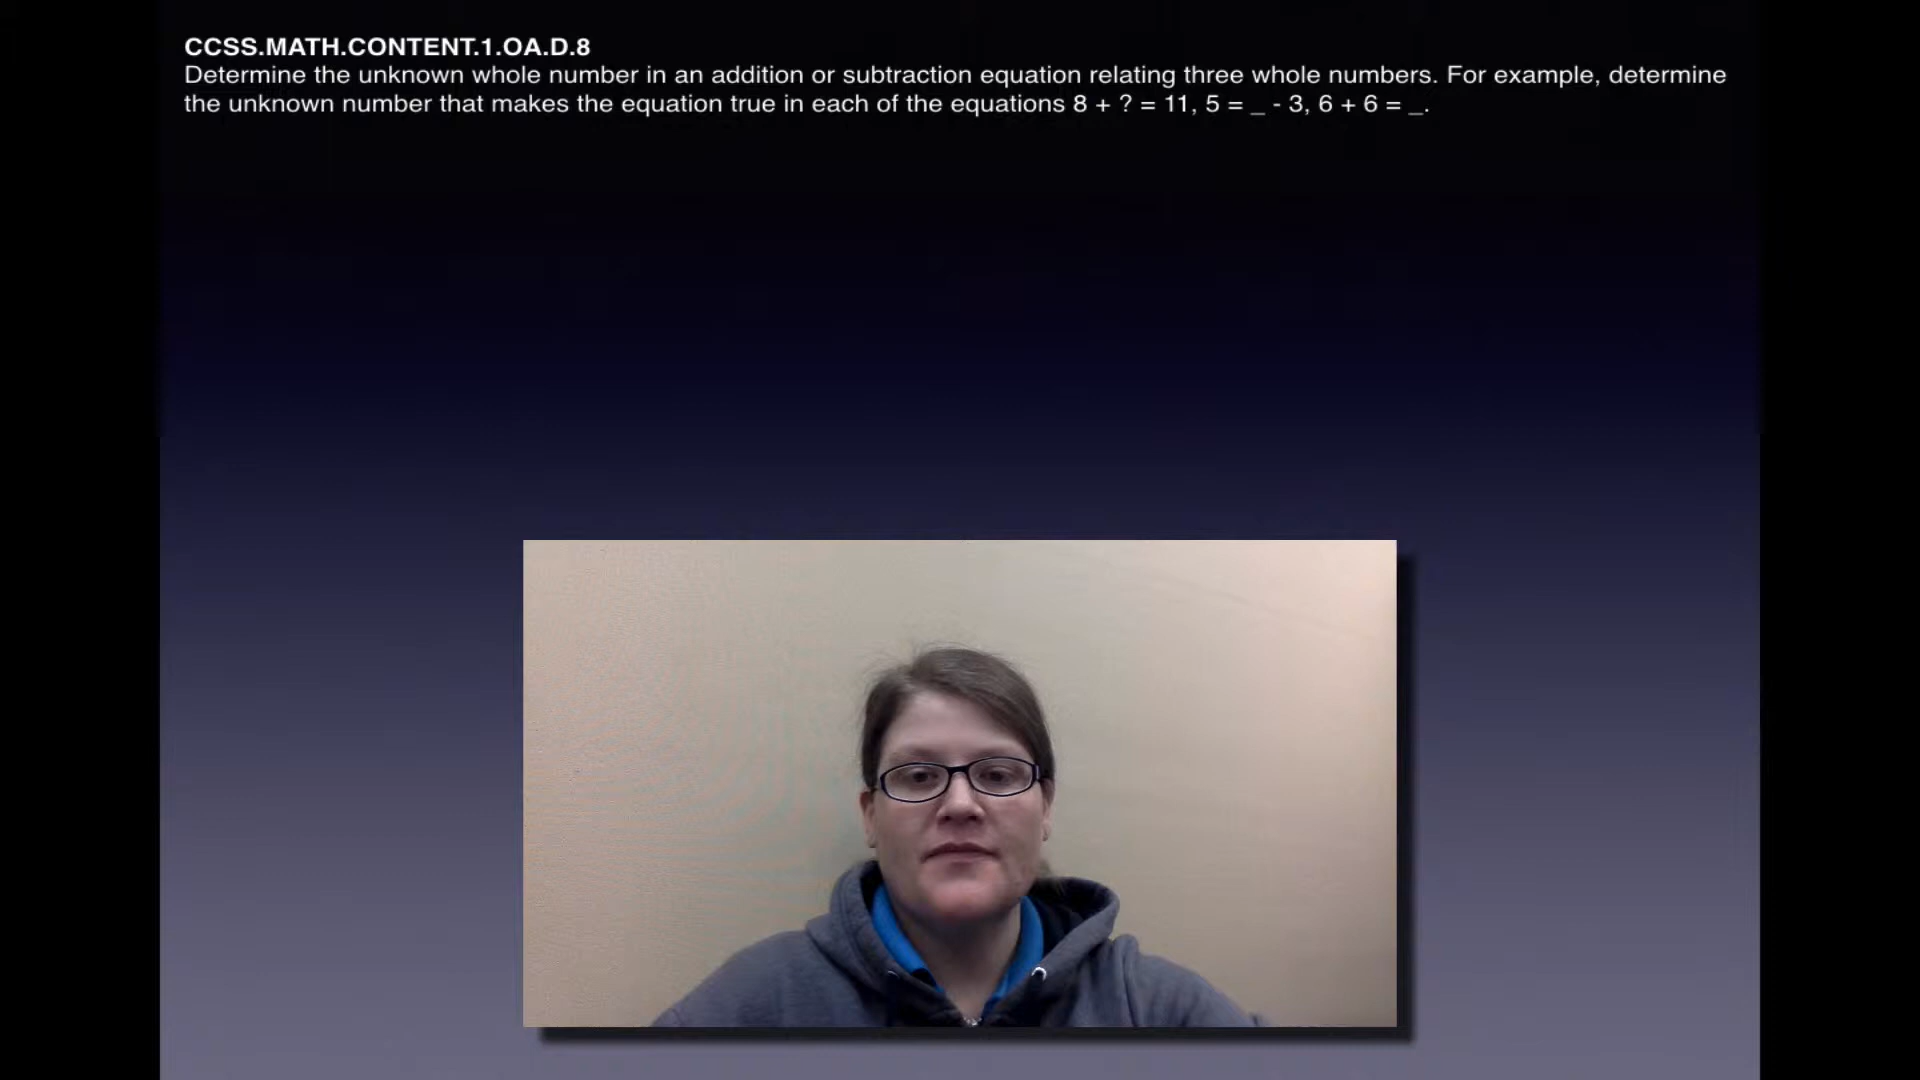 CCSS.MATH.CONTENT.1.OA.D.8
Determine the unknown whole number in an addition or subtraction equation relating three whole numbers. For example, determine
the unknown number that makes the equation true in each of the equations 8 + ? = 11, 5 = _ - 3, 6 + 6 = _.